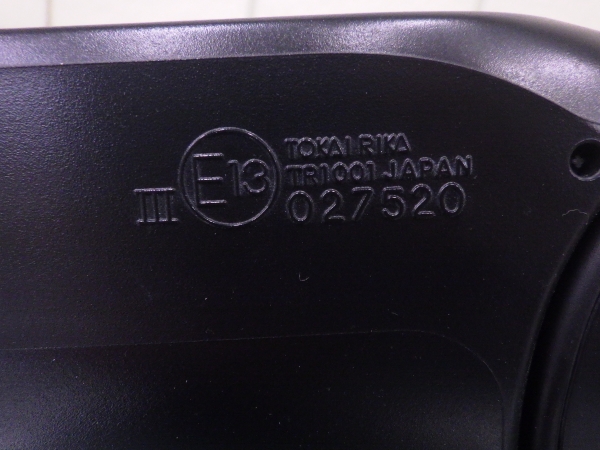 TOKAI RIKA
TR1001 JAPAN
III E13 027520